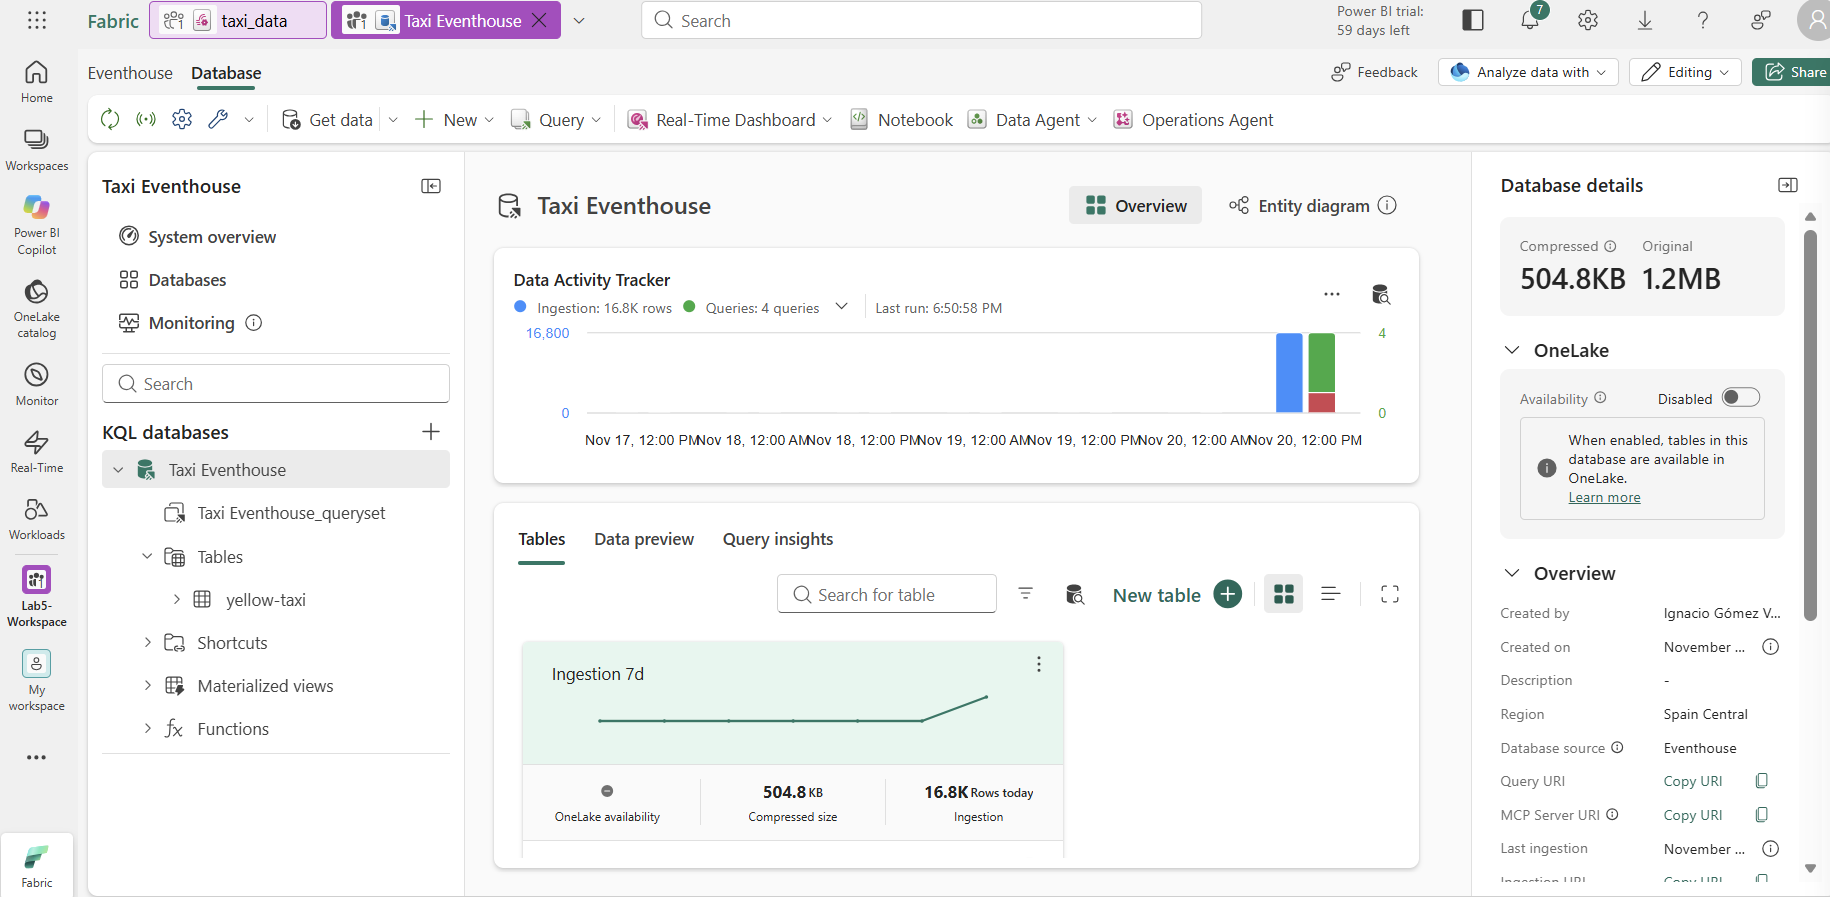 Fabric
taxi_data
Taxi Eventhouse
Search
Power BI trial:
59 days left
7
Home
Workspaces
Power BI
Copilot
OneLake
catalog
Monitor
Real-Time
Workloads
Lab5-
Workspace
My
workspace
Fabric
Eventhouse
Database
Feedback
Analyze data with
Editing
Share
Get data
New
Query
Real-Time Dashboard
Notebook
Data Agent
Operations Agent
Taxi Eventhouse
System overview
Databases
Monitoring
Search
KQL databases
Taxi Eventhouse
Taxi Eventhouse_queryset
Tables
yellow-taxi
Shortcuts
Materialized views
Functions
Taxi Eventhouse
Overview
Entity diagram
Data Activity Tracker
Ingestion: 16.8K rows
Queries: 4 queries
Last run: 6:50:58 PM
16,800
4
0
0
Nov 17, 12:00 PM
Nov 18, 12:00 AM
Nov 18, 12:00 PM
Nov 19, 12:00 AM
Nov 19, 12:00 PM
Nov 20, 12:00 AM
Nov 20, 12:00 PM
Tables
Data preview
Query insights
Search for table
New table
Ingestion 7d
OneLake availability
504.8 KB
Compressed size
16.8K Rows today
Ingestion
Database details
Compressed
Original
504.8KB
1.2MB
OneLake
Availability
Disabled
When enabled, tables in this
database are available in
OneLake.
Learn more
Overview
Created by
Ignacio Gómez V...
Created on
November ...
Description
-
Region
Spain Central
Database source
Eventhouse
Query URI
Copy URI
MCP Server URI
Copy URI
Last ingestion
November ...
Ingestion URI
Copy URI